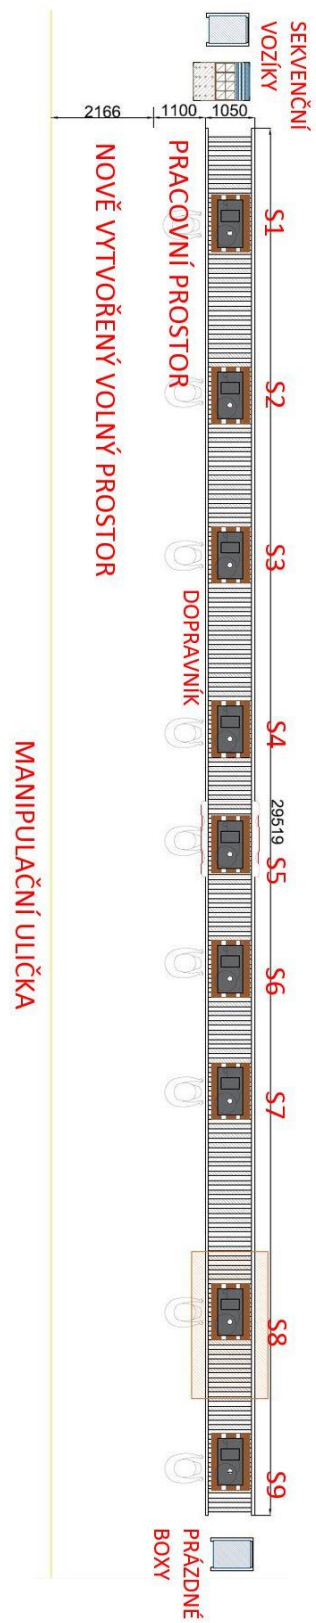 SEKVENČNÍ
VOZÍKY
2166
1100
1050
S1
S2
S3
S4
S5
S6
S7
S8
S9
29519
PRACOVNÍ PROSTOR
DOPRAVNÍK
NOVĚ VYTVOŘENÝ VOLNÝ PROSTOR
MANIPULAČNÍ ULIČKA
PRÁZDNÉ
BOXY